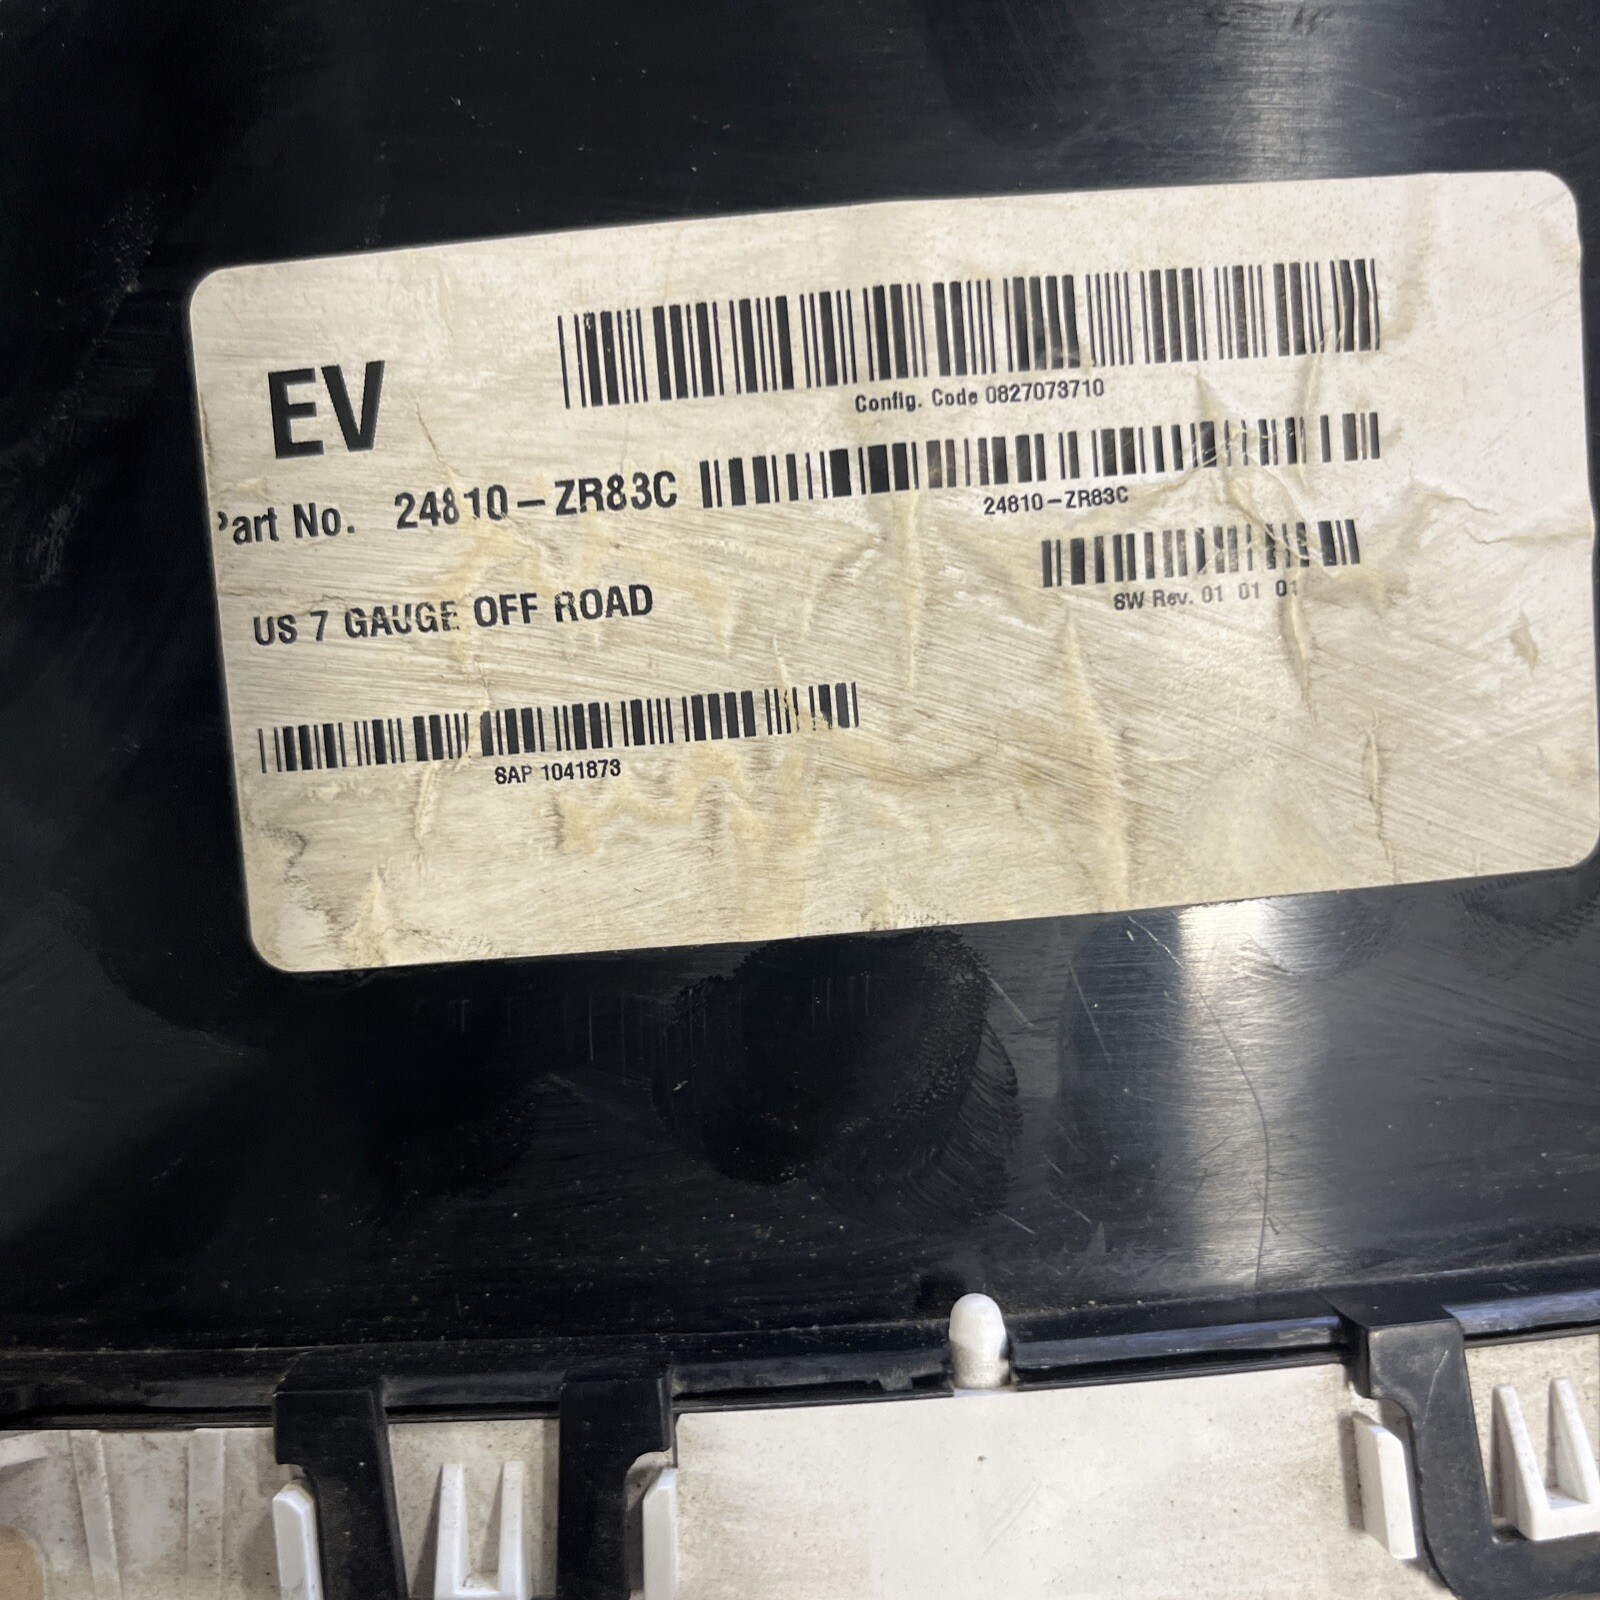 Config. Code 0827073710
EV
Part No. 24810-ZR83C
24810-ZR83C
SW Rev. 01 01 01
US 7 GAUGE OFF ROAD
SAP 1041873